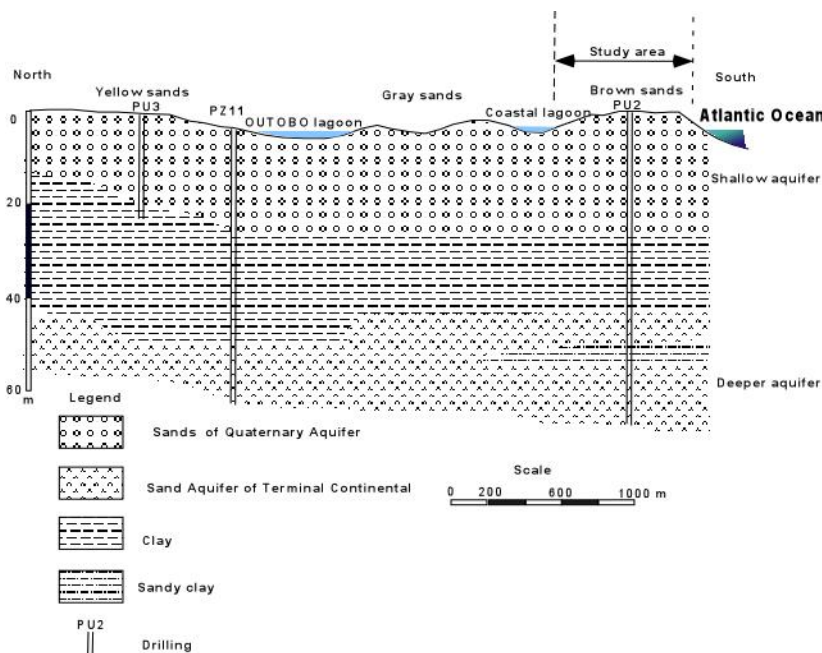 Study area
North
South
Yellow sands
Gray sands
Brown sands
PU3
PZ11
OUTOBO lagoon
Coastal lagoon
PU2
Atlantic Ocean
0
Shallow aquifer
20
40
Deeper aquifer
60
m
Legend
Sands of Quaternary Aquifer
Sand Aquifer of Terminal Continental
Scale
0 200 600 1000 m
Clay
Sandy clay
PU2
Drilling